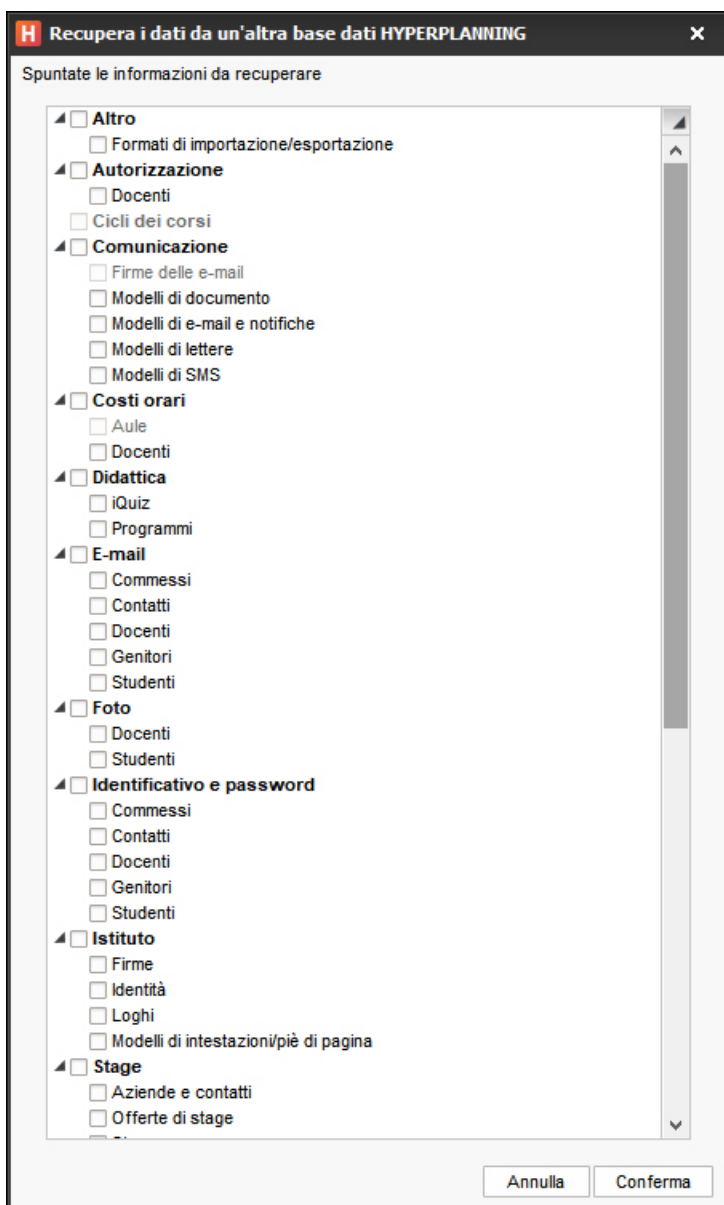 H Recupera i dati da un'altra base dati HYPERPLANNING
Spuntate le informazioni da recuperare
Altro
Formati di importazione/esportazione
Autorizzazione
Docenti
Cicli dei corsi
Comunicazione
Firme delle e-mail
Modelli di documento
Modelli di e-mail e notifiche
Modelli di lettere
Modelli di SMS
Costi orari
Aule
Docenti
Didattica
iQuiz
Programmi
E-mail
Commessi
Contatti
Docenti
Genitori
Studenti
Foto
Docenti
Studenti
Identificativo e password
Commessi
Contatti
Docenti
Genitori
Studenti
Istituto
Firme
Identità
Loghi
Modelli di intestazioni/piè di pagina
Stage
Aziende e contatti
Offerte di stage
Annulla Conferma